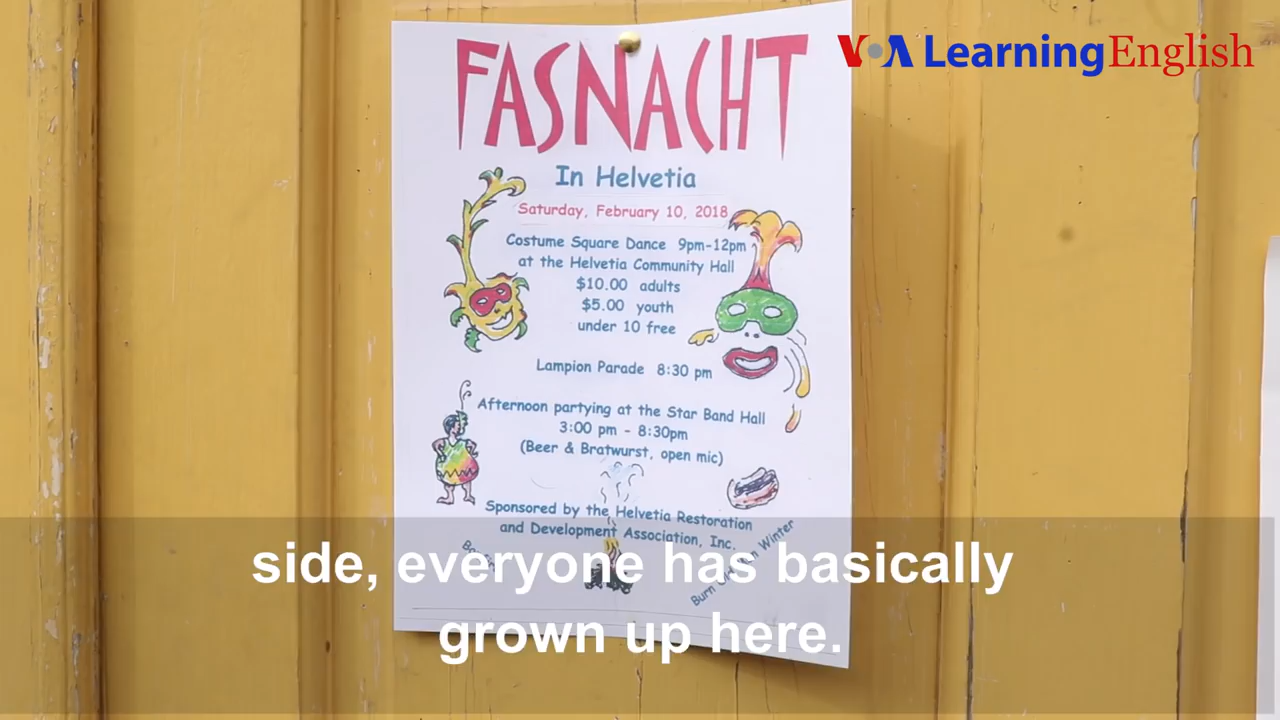 VOA Learning English
FASNACHT
In Helvetia
Saturday, February 10, 2018
Costume Square Dance 9pm-12pm
at the Helvetia Community Hall
$10.00 adults
$5.00 youth
under 10 free
Lampion Parade 8:30 pm
Afternoon partying at the Star Band Hall
3:00 pm - 8:30pm
(Beer & Bratwurst, open mic)
Sponsored by the Helvetia Restoration
and Development Association, Inc.
Burn Winter
side, everyone has basically
grown up here.